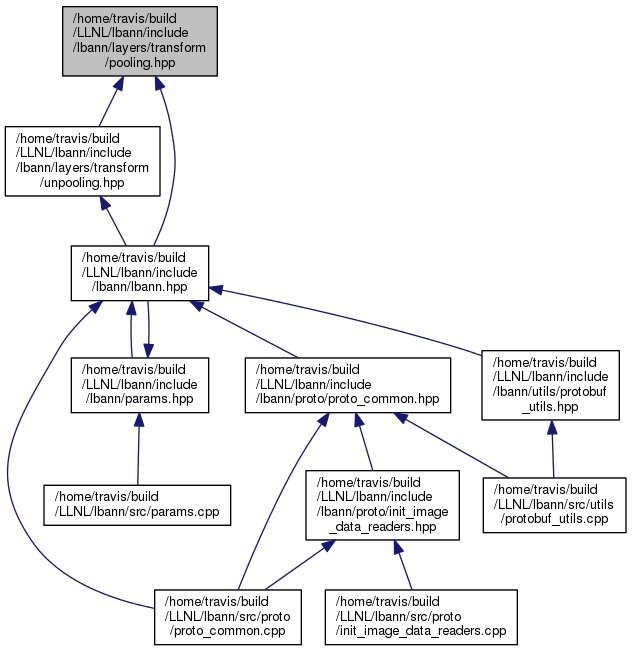 /home/travis/build
/LLNL/lbann/include
/lbann/layers/transform
/pooling.hpp
/home/travis/build
/LLNL/lbann/include
/lbann/layers/transform
/unpooling.hpp
/home/travis/build
/LLNL/lbann/include
/lbann/lbann.hpp
/home/travis/build
/LLNL/lbann/include
/lbann/params.hpp
/home/travis/build
/LLNL/lbann/include
/lbann/proto/proto_common.hpp
/home/travis/build
/LLNL/lbann/include
/lbann/utils/protobuf
_utils.hpp
/home/travis/build
/LLNL/lbann/src/params.cpp
/home/travis/build
/LLNL/lbann/include
/lbann/proto/init_image
_data_readers.hpp
/home/travis/build
/LLNL/lbann/src/utils
/protobuf_utils.cpp
/home/travis/build
/LLNL/lbann/src/proto
/proto_common.cpp
/home/travis/build
/LLNL/lbann/src/proto
/init_image_data_readers.cpp